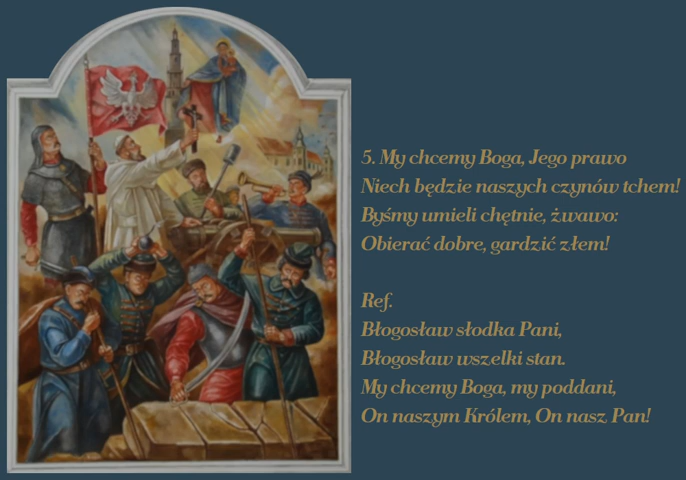 5. My chcemy Boga, Jego prawo
Niech będzie naszych czynów tchem!
Byśmy umieli chętnie, żwawo:
Obierać dobre, gardzić złem!
Ref.
Błogosław słodka Pani,
Błogosław wszelki stan.
My chcemy Boga, my poddani,
On naszym Królem, On nasz Pan!